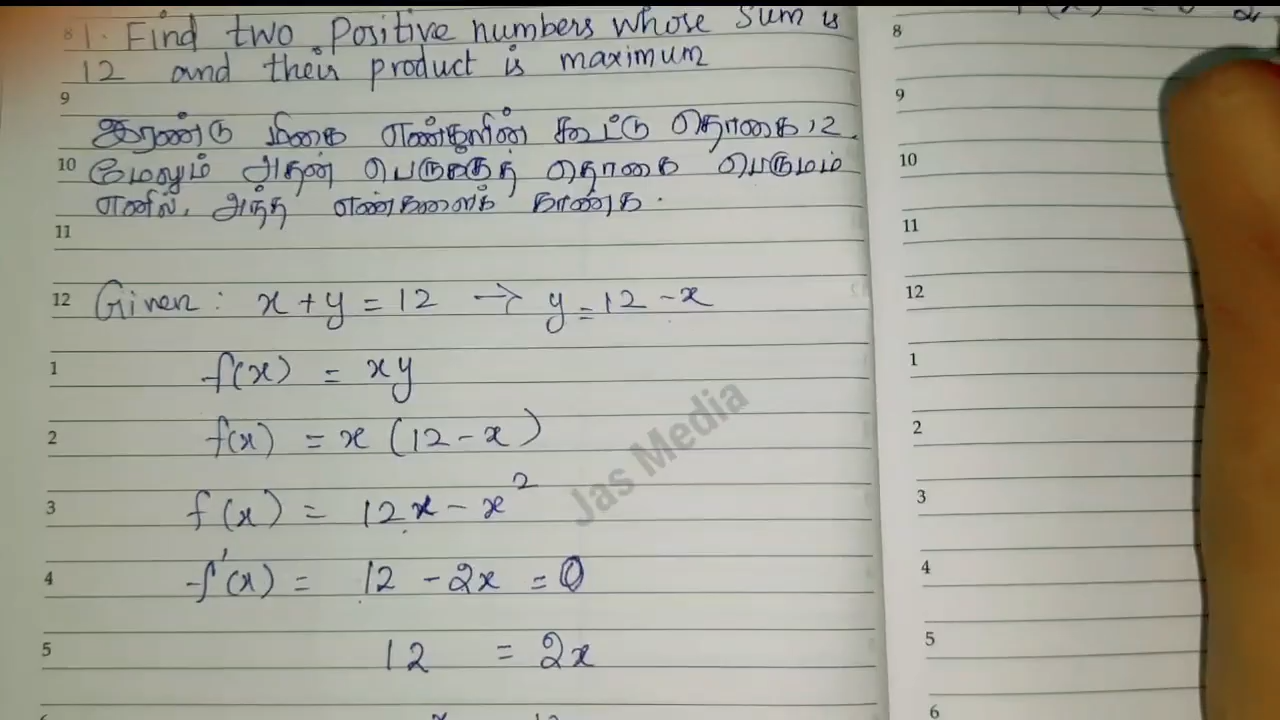 1. Find two positive numbers whose sum is
12 and their product is maximum
இரண்டு மிகை எண்களின் கூட்டு தொகை 12.
மேலும் அதன் பெருக்குத் தொகை பெருமம்
எனில், அந்த எண்களைக் காண்க.
Given: x + y = 12 → y = 12 - x
f(x) = xy
f(x) = x (12 - x)
f(x) = 12x - x²
f'(x) = 12 - 2x = 0
12 = 2x
Jas Media
8
9
10
11
12
1
2
3
4
5
8
9
10
11
12
1
2
3
4
5
6